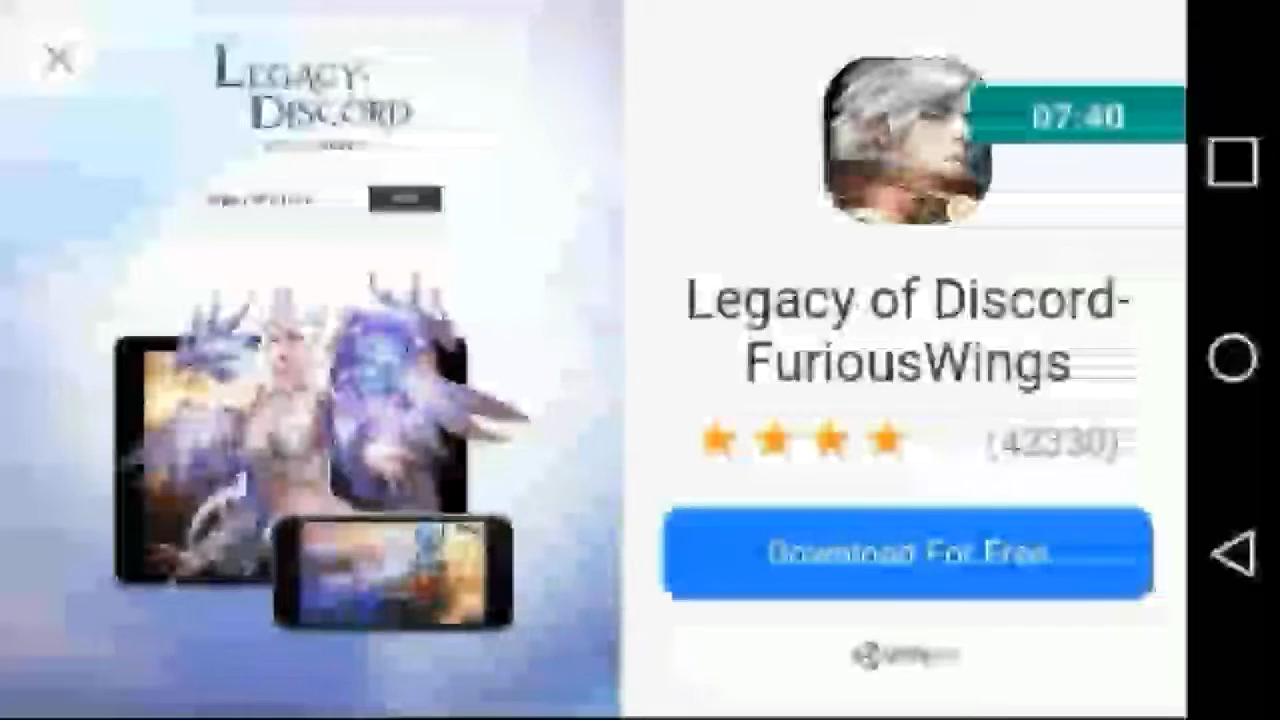 LEGACY:
DISCORD
07:40
Legacy of Discord-
FuriousWings
(42330)
Download For Free